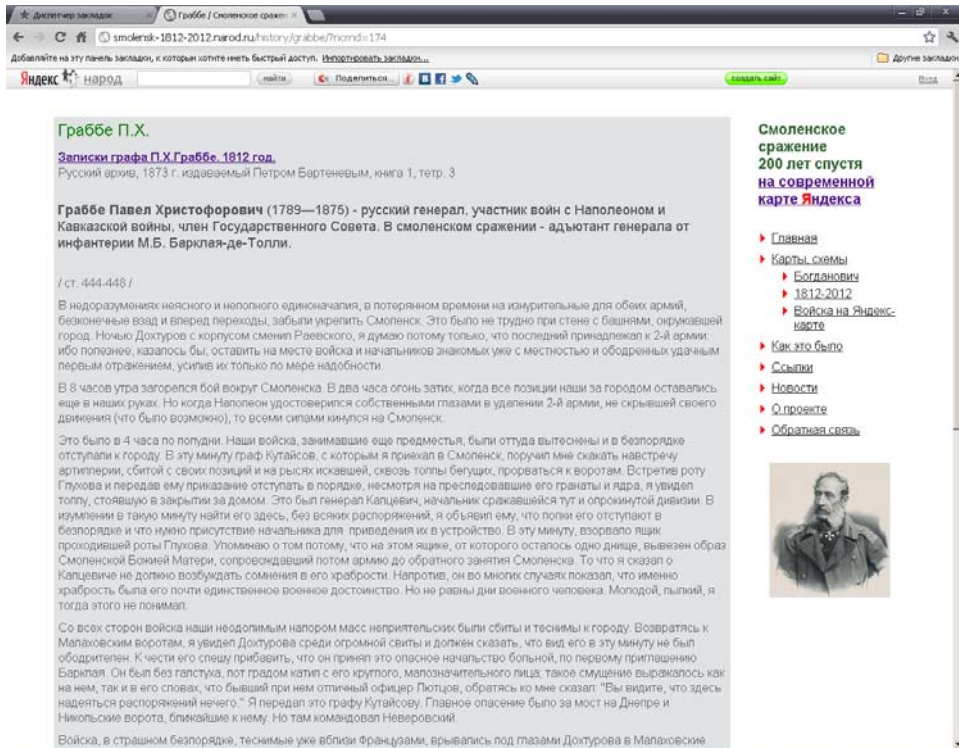 Диспетчер закладок
Граббе / Смоленское сражен
smolensk-1812-2012.narod.ru/history/grabbe/?ncrnd=174
Добавляйте на эту панель закладки, к которым хотите иметь быстрый доступ. Импортировать закладки...
Другие закладки
Яндекс народ
найти
Поделиться...
создать сайт
Вход
Граббе П.Х.
Записки графа П.Х.Граббе. 1812 год.
Русский архив, 1873 г. издаваемый Петром Бартеневым, книга 1, тетр. 3
Граббе Павел Христофорович (1789—1875) - русский генерал, участник войн с Наполеоном и
Кавказской войны, член Государственного Совета. В смоленском сражении - адъютант генерала от
инфантерии М.Б. Барклая-де-Толли.
/ ст. 444-448 /
В недоразумениях неясного и неполного единоначалия, в потерянном времени на изнурительные для обеих армий,
безконечные взад и вперед переходы, забыли укрепить Смоленск. Это было не трудно при стене с башнями, окружавшей
город. Ночью Дохтуров с корпусом сменил Раевского, я думаю потому только, что последний принадлежал к 2-й армии:
ибо полезнее, казалось бы, оставить на месте войска и начальников знакомых уже с местностью и ободренных удачным
первым отражением, усилив их только по мере надобности.
В 8 часов утра загорелся бой вокруг Смоленска. В два часа огонь затих, когда все позиции наши за городом оставались
еще в наших руках. Но когда Наполеон удостоверился собственными глазами в удалении 2-й армии, не скрывшей своего
движения (что было возможно), то всеми силами кинулся на Смоленск.
Это было в 4 часа по полудни. Наши войска, занимавшие еще предместья, были оттуда вытеснены и в безпорядке
отступали к городу. В эту минуту граф Кутайсов, с которым я приехал в Смоленск, поручил мне скакать навстречу
артиллерии, сбитой с своих позиций и на рысях искавшей, сквозь толпы бегущих, прорваться к воротам. Встретив роту
Глухова и передав ему приказание отступать в порядке, несмотря на преследовавшие его гранаты и ядра, я увидел
толпу, стоявшую в закрытии за домом. Это был генерал Капцевич, начальник сражавшейся тут и опрокинутой дивизии. В
изумлении в такую минуту найти его здесь, без всяких распоряжений, я объявил ему, что полки его отступают в
безпорядке и что нужно присутствие начальника для приведения их в устройство. В эту минуту, взорвало ящик
проходившей роты Глухова. Упоминаю о том потому, что на этом ящике, от которого осталось одно днище, вывезен образ
Смоленской Божией Матери, сопровождавший потом армию до обратного занятия Смоленска. То что я сказал о
Капцевиче не должно возбуждать сомнения в его храбрости. Напротив, он во многих случаях показал, что именно
храбрость была его почти единственное военное достоинство. Но не равны дни военного человека. Молодой, пылкий, я
тогда этого не понимал.
Со всех сторон войска наши неодолимым напором масс неприятельских были сбиты и теснимы к городу. Возвратясь к
Малаховским воротам, я увидел Дохтурова среди огромной свиты и должен сказать, что вид его в эту минуту не был
ободрителен. К чести его спешу прибавить, что он принял это опасное начальство больной, по первому приглашению
Барклая. Он был без галстуха, пот градом катил с его круглого, малозначительного лица; такое смущение выражалось как
на нем, так и в его словах, что бывший при нем отличный офицер Лютцов, обратясь ко мне сказал: "Вы видите, что здесь
надеяться распоряжений нечего." Я передал это графу Кутайсову. Главное опасение было за мост на Днепре и
Никольские ворота, ближайшие к нему. Но там командовал Неверовский.
Войска, в страшном безпорядке, теснимые уже вблизи Французами, врывались под глазами Дохтурова в Малаховские
Смоленское
сражение
200 лет спустя
на современной
карте Яндекса
Главная
Карты, схемы
Богданович
1812-2012
Войска на Яндекс-
карте
Как это было
Ссылки
Новости
О проекте
Обратная связь